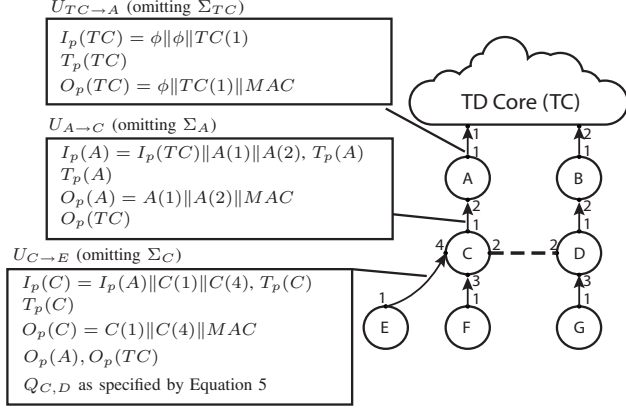 U_{TC→A} (omitting Σ_{TC})
I_p(TC) = ϕ∥ϕ∥TC(1)
T_p(TC)
O_p(TC) = ϕ∥TC(1)∥MAC
U_{A→C} (omitting Σ_A)
I_p(A) = I_p(TC)∥A(1)∥A(2), T_p(A)
T_p(A)
O_p(A) = A(1)∥A(2)∥MAC
O_p(TC)
U_{C→E} (omitting Σ_C)
I_p(C) = I_p(A)∥C(1)∥C(4), T_p(C)
T_p(C)
O_p(C) = C(1)∥C(4)∥MAC
O_p(A), O_p(TC)
Q_{C,D} as specified by Equation 5
TD Core (TC)
1 2
1 1
A B
2 2
1 1
4 C 2 2 D
3 3
1 1 1
E F G